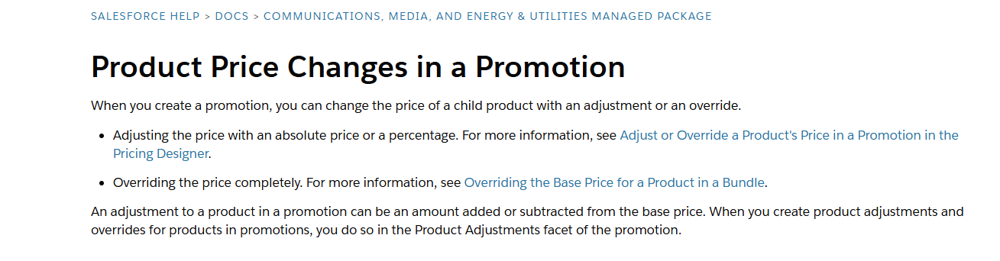 SALESFORCE HELP > DOCS > COMMUNICATIONS, MEDIA, AND ENERGY & UTILITIES MANAGED PACKAGE
Product Price Changes in a Promotion
When you create a promotion, you can change the price of a child product with an adjustment or an override.
• Adjusting the price with an absolute price or a percentage. For more information, see Adjust or Override a Product's Price in a Promotion in the
Pricing Designer.
• Overriding the price completely. For more information, see Overriding the Base Price for a Product in a Bundle.
An adjustment to a product in a promotion can be an amount added or subtracted from the base price. When you create product adjustments and
overrides for products in promotions, you do so in the Product Adjustments facet of the promotion.